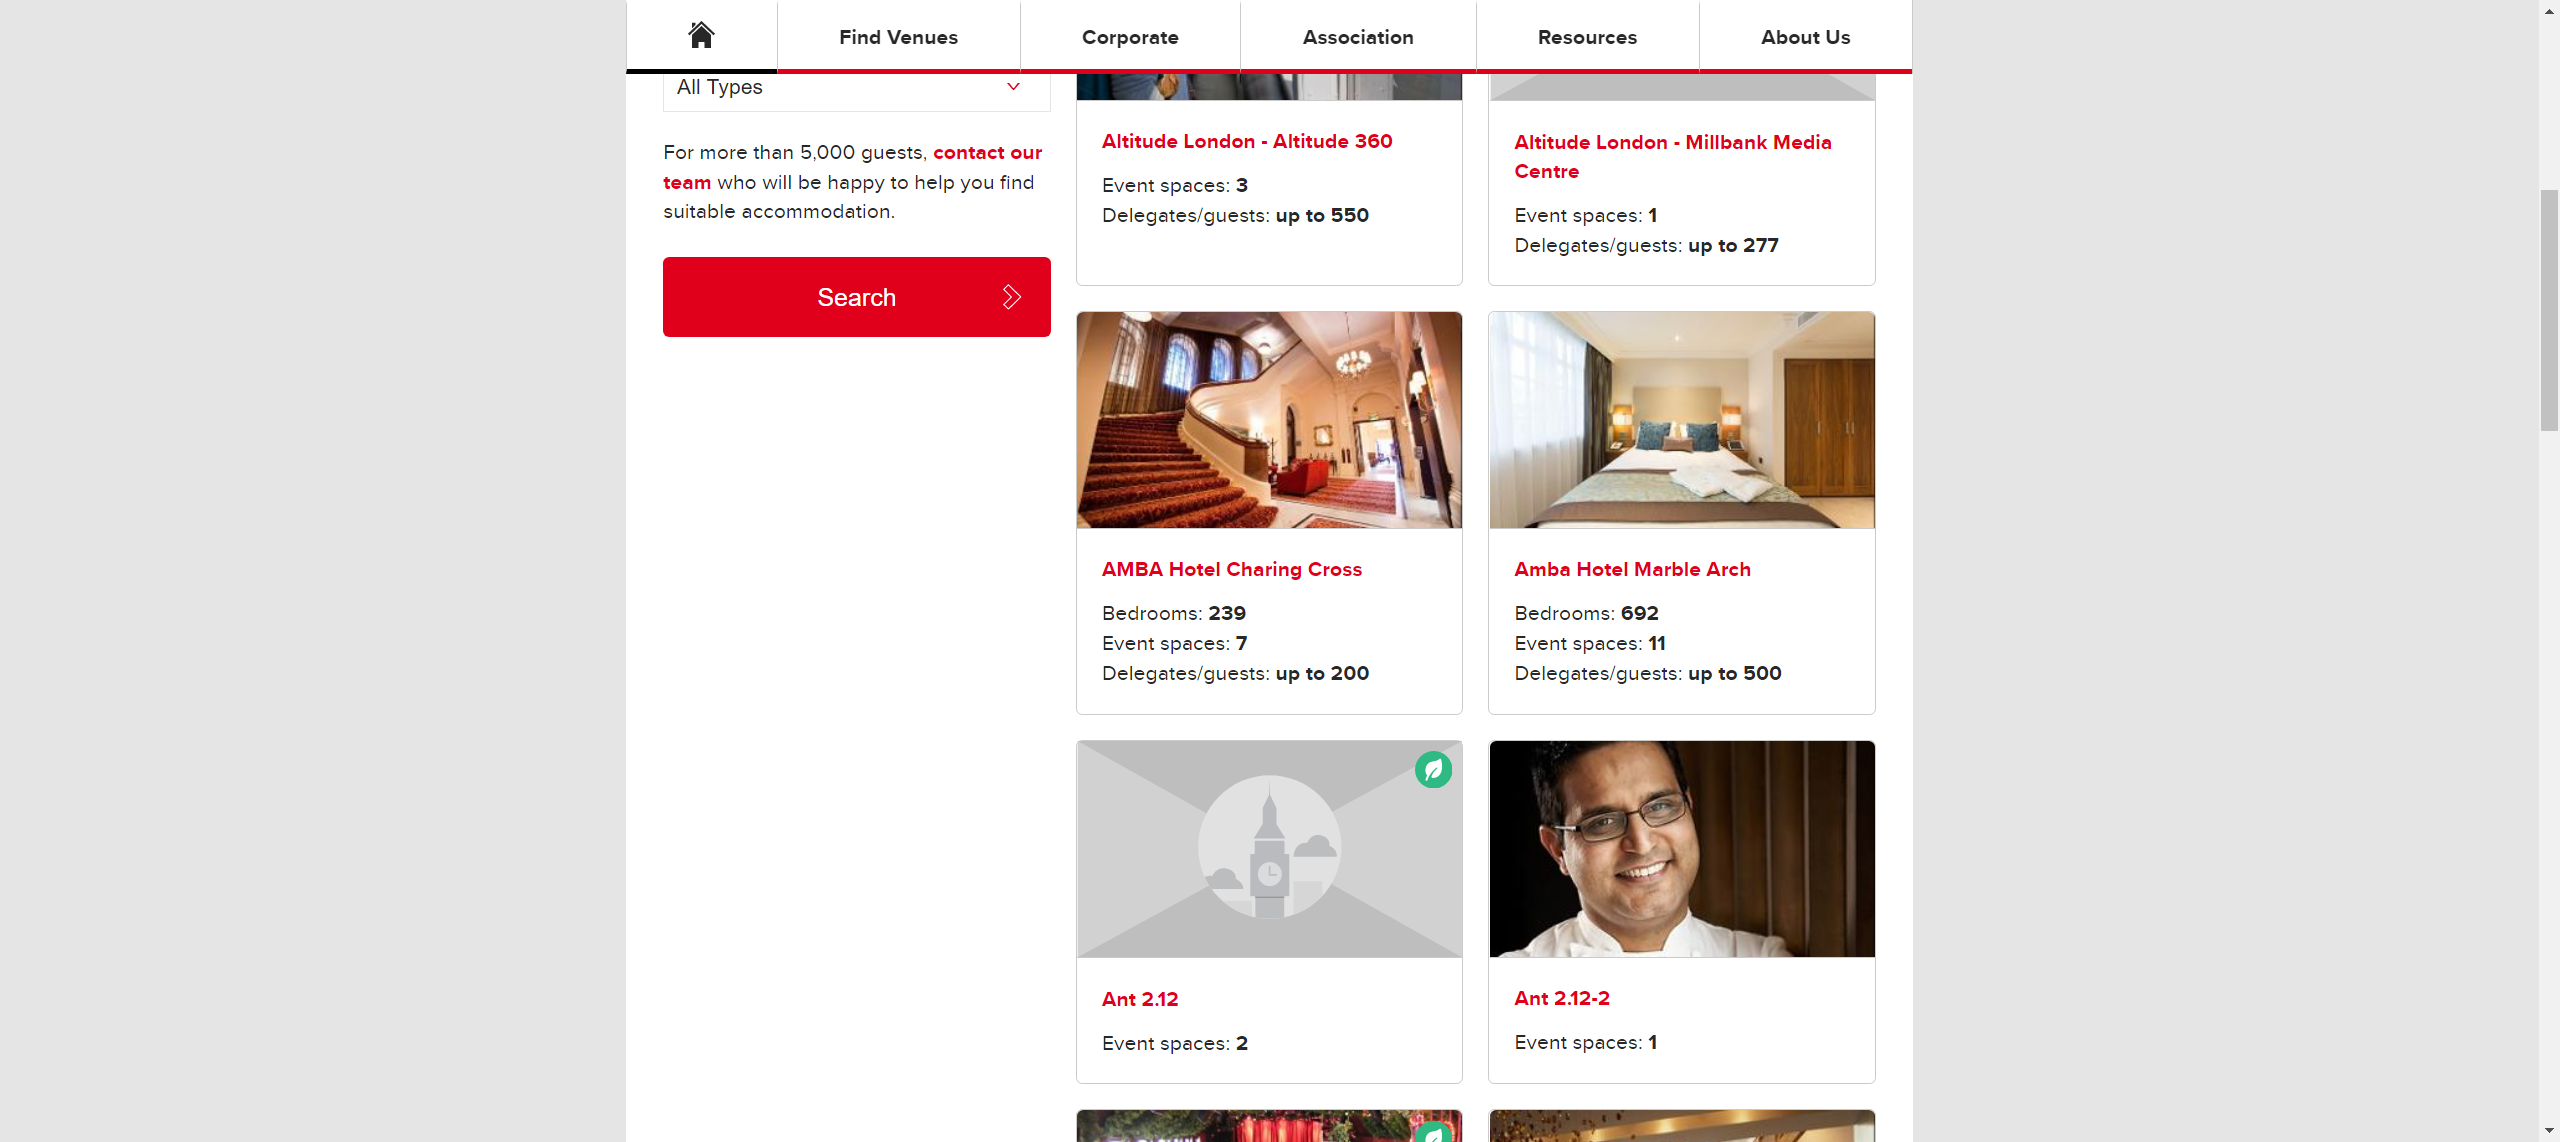 Find Venues
Corporate
Association
Resources
About Us
All Types
For more than 5,000 guests, contact our
team who will be happy to help you find
suitable accommodation.
Search
Altitude London - Altitude 360
Event spaces: 3
Delegates/guests: up to 550
Altitude London - Millbank Media
Centre
Event spaces: 1
Delegates/guests: up to 277
AMBA Hotel Charing Cross
Bedrooms: 239
Event spaces: 7
Delegates/guests: up to 200
Amba Hotel Marble Arch
Bedrooms: 692
Event spaces: 11
Delegates/guests: up to 500
Ant 2.12
Event spaces: 2
Ant 2.12-2
Event spaces: 1